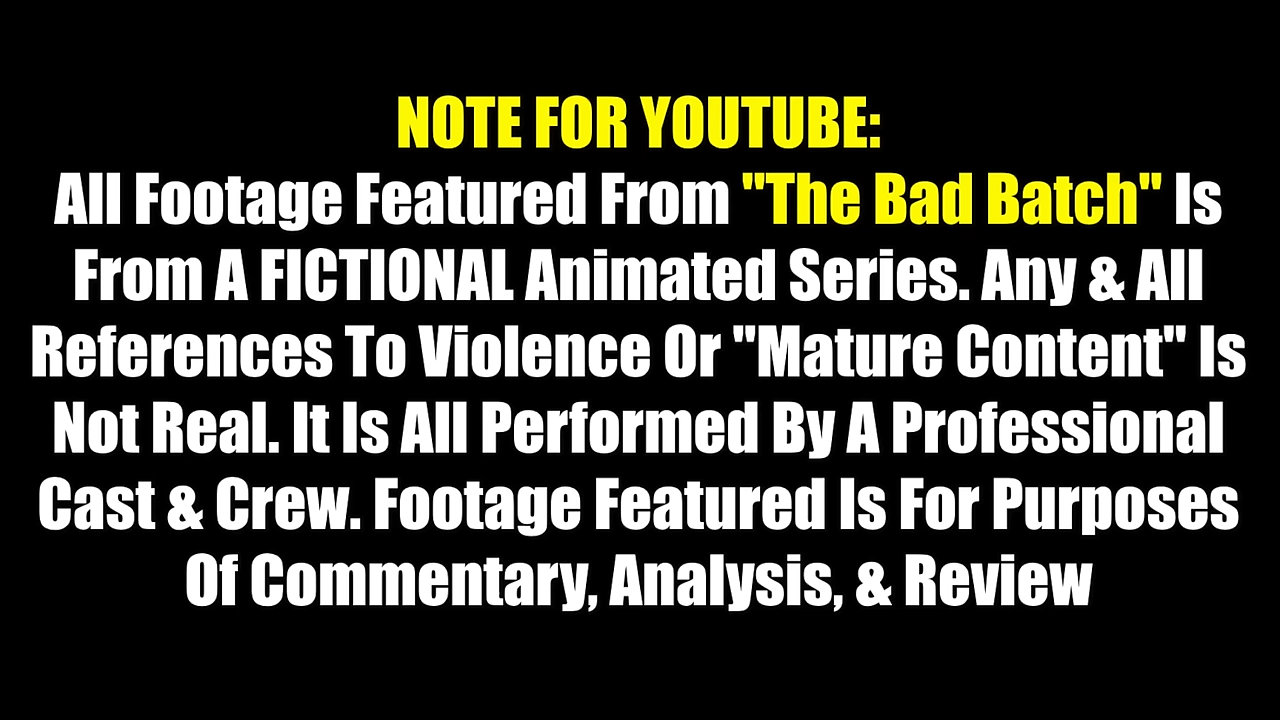 NOTE FOR YOUTUBE:
All Footage Featured From "The Bad Batch" Is
From A FICTIONAL Animated Series. Any & All
References To Violence Or "Mature Content" Is
Not Real. It Is All Performed By A Professional
Cast & Crew. Footage Featured Is For Purposes
Of Commentary, Analysis, & Review